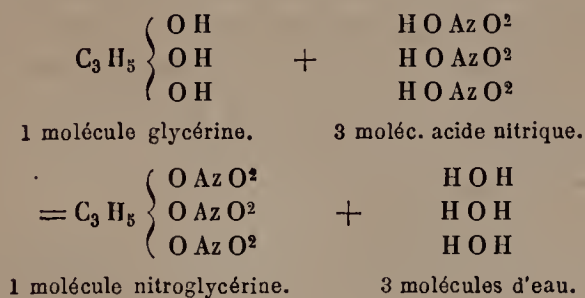 O H H O Az O²
C₃ H₅ { O H + H O Az O²
O H H O Az O²
1 molécule glycérine. 3 moléc. acide nitrique.
O Az O² H O H
= C₃ H₅ { O Az O² + H O H
O Az O² H O H
1 molécule nitroglycérine. 3 molécules d'eau.